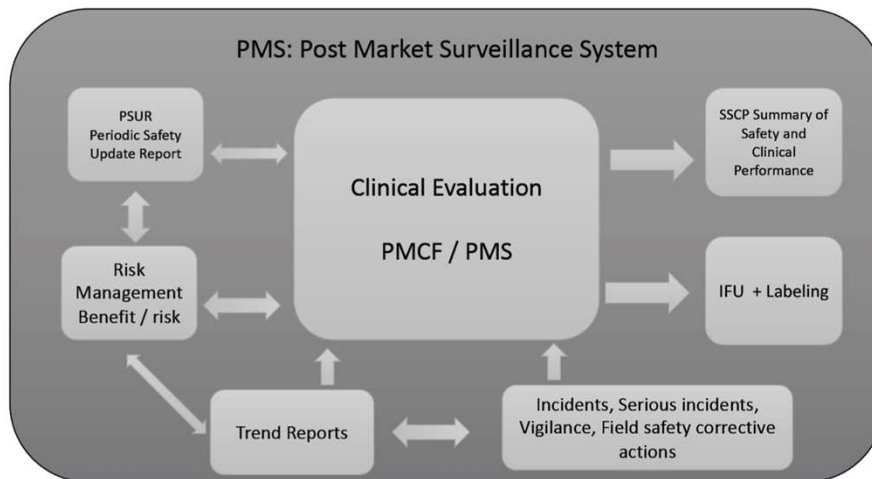 PMS: Post Market Surveillance System
PSUR
Periodic Safety
Update Report
Clinical Evaluation
PMCF / PMS
SSCP Summary of
Safety and
Clinical
Performance
Risk
Management
Benefit / risk
IFU + Labeling
Trend Reports
Incidents, Serious incidents,
Vigilance, Field safety corrective
actions